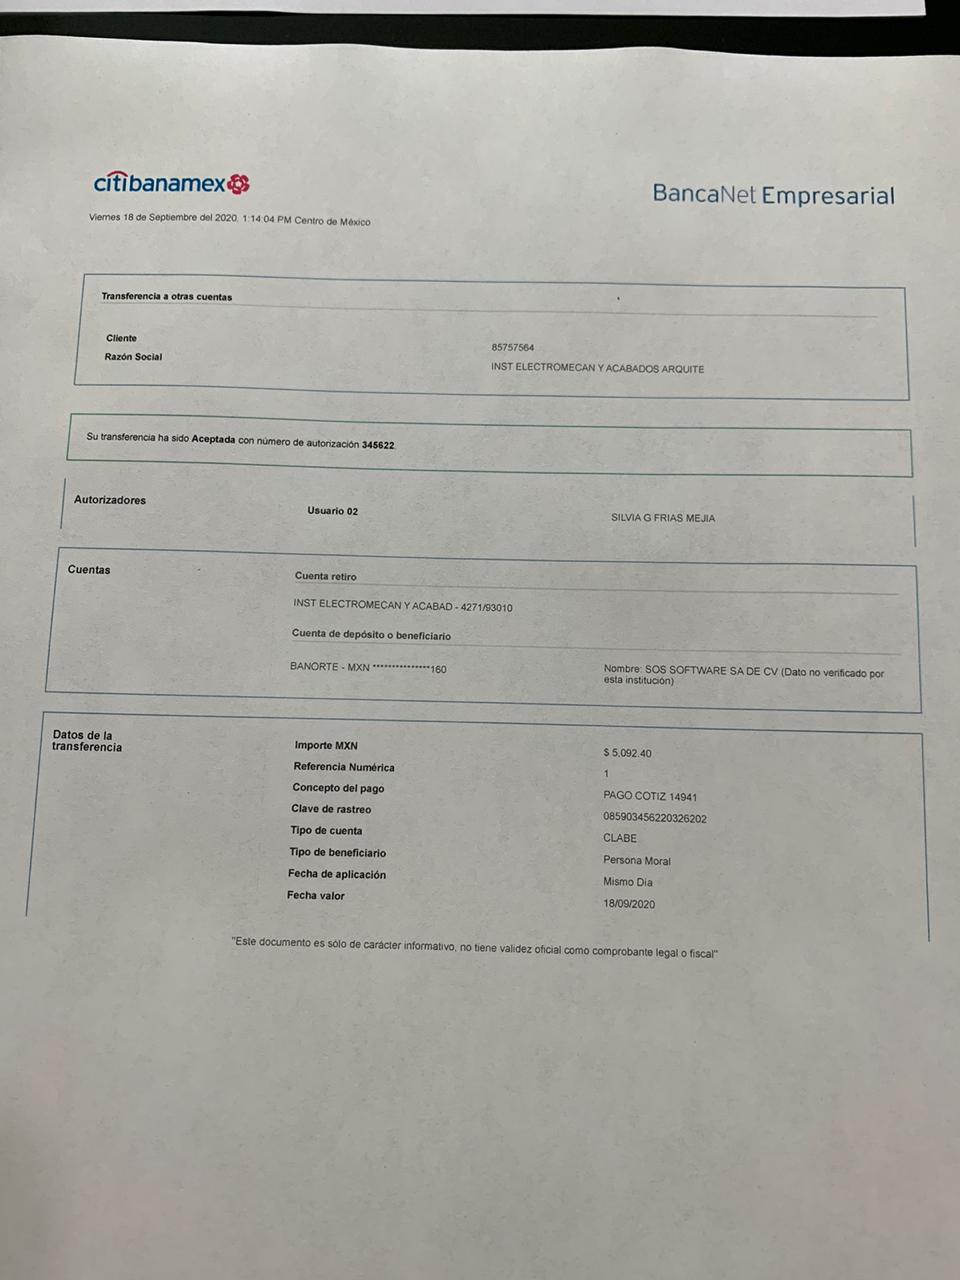 citibanamex
BancaNet Empresarial
Viernes 18 de Septiembre del 2020, 1:14:04 PM Centro de México
Transferencia a otras cuentas
Cliente 85757564
Razón Social INST ELECTROMECAN Y ACABADOS ARQUITE
Su transferencia ha sido Aceptada con número de autorización 345622.
Autorizadores Usuario 02 SILVIA G FRIAS MEJIA
Cuentas
Cuenta retiro
INST ELECTROMECAN Y ACABAD - 4271/93010
Cuenta de depósito o beneficiario
BANORTE - MXN ***************160 Nombre: SOS SOFTWARE SA DE CV (Dato no verificado por
esta institución)
Datos de la
transferencia
Importe MXN $ 5,092.40
Referencia Numérica 1
Concepto del pago PAGO COTIZ 14941
Clave de rastreo 085903456220326202
Tipo de cuenta CLABE
Tipo de beneficiario Persona Moral
Fecha de aplicación Mismo Dia
Fecha valor 18/09/2020
"Este documento es sólo de carácter informativo, no tiene validez oficial como comprobante legal o fiscal"